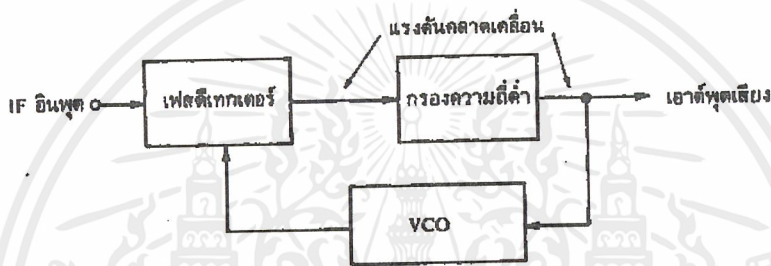 แรงดันคลาดเคลื่อน
IF อินพุต
เฟสดีเทกเตอร์
กรองความถี่ต่ำ
เอาต์พุตเสียง
VCO